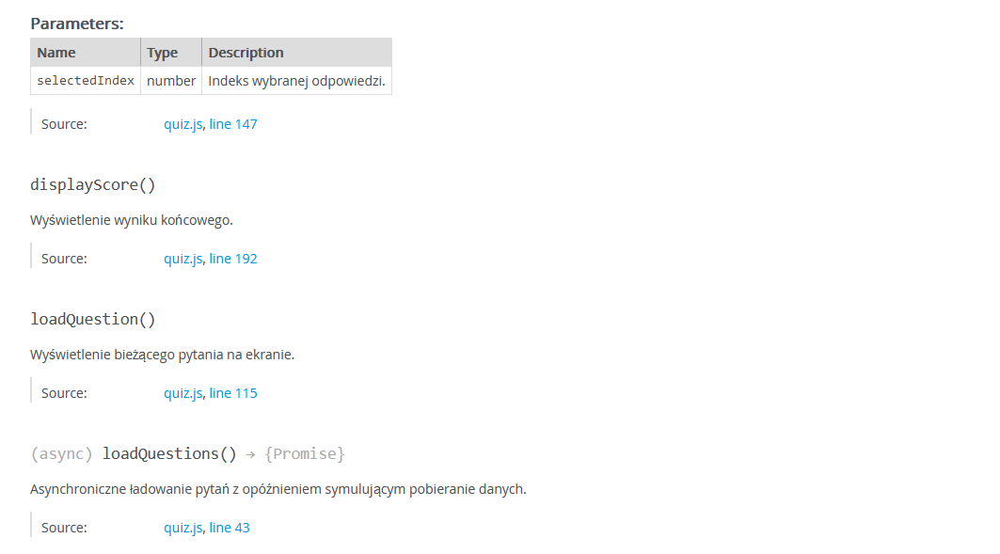 Parameters:
Name Type Description
selectedIndex number Indeks wybranej odpowiedzi.
Source: quiz.js, line 147
displayScore()
Wyświetlenie wyniku końcowego.
Source: quiz.js, line 192
loadQuestion()
Wyświetlenie bieżącego pytania na ekranie.
Source: quiz.js, line 115
(async) loadQuestions() → {Promise}
Asynchroniczne ładowanie pytań z opóźnieniem symulującym pobieranie danych.
Source: quiz.js, line 43